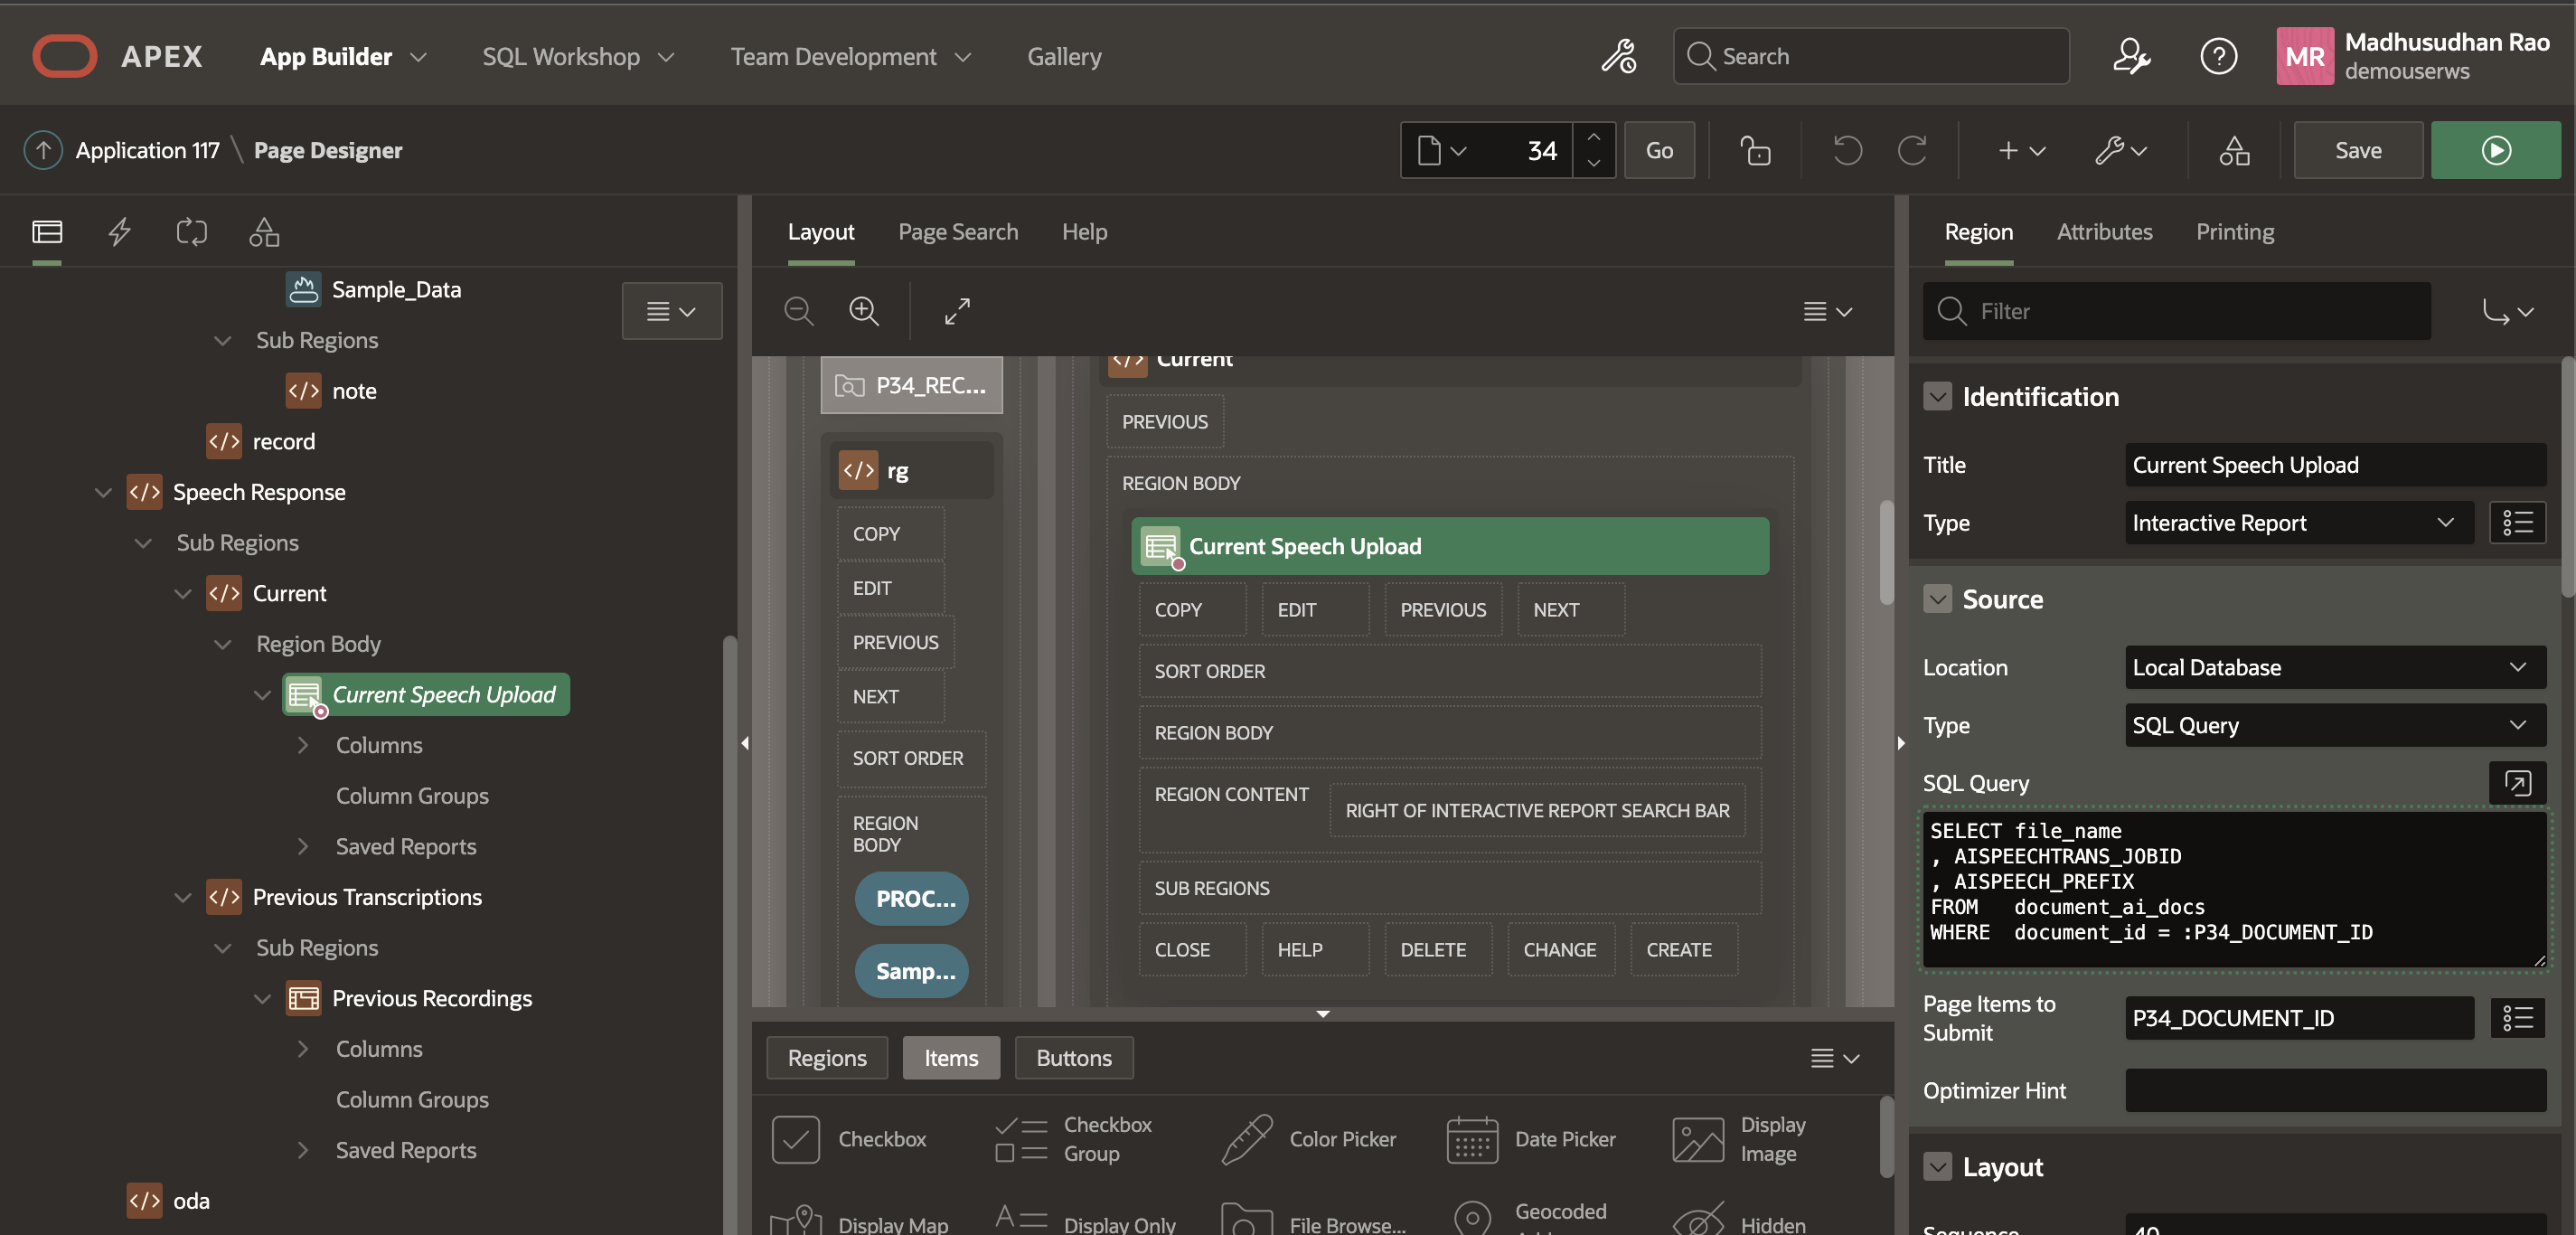 APEX
App Builder
SQL Workshop
Team Development
Gallery
Search
MR
Madhusudhan Rao
demouserws
Application 117 \ Page Designer
34
Go
Save
Sample_Data
Sub Regions
note
record
Speech Response
Sub Regions
Current
Region Body
Current Speech Upload
Columns
Column Groups
Saved Reports
Previous Transcriptions
Sub Regions
Previous Recordings
Columns
Column Groups
Saved Reports
oda
Layout
Page Search
Help
P34_REC...
rg
COPY
EDIT
PREVIOUS
NEXT
SORT ORDER
REGION
BODY
PROC...
Samp...
Current
PREVIOUS
REGION BODY
Current Speech Upload
COPY
EDIT
PREVIOUS
NEXT
SORT ORDER
REGION BODY
REGION CONTENT
RIGHT OF INTERACTIVE REPORT SEARCH BAR
SUB REGIONS
CLOSE
HELP
DELETE
CHANGE
CREATE
Regions
Items
Buttons
Checkbox
Checkbox
Group
Color Picker
Date Picker
Display
Image
Display Map
Display Only
File Browse...
Geocoded
Hidden
Region
Attributes
Printing
Filter
Identification
Title
Current Speech Upload
Type
Interactive Report
Source
Location
Local Database
Type
SQL Query
SQL Query
SELECT file_name
, AISPEECHTRANS_JOBID
, AISPEECH_PREFIX
FROM document_ai_docs
WHERE document_id = :P34_DOCUMENT_ID
Page Items to
Submit
P34_DOCUMENT_ID
Optimizer Hint
Layout
Sequence
40